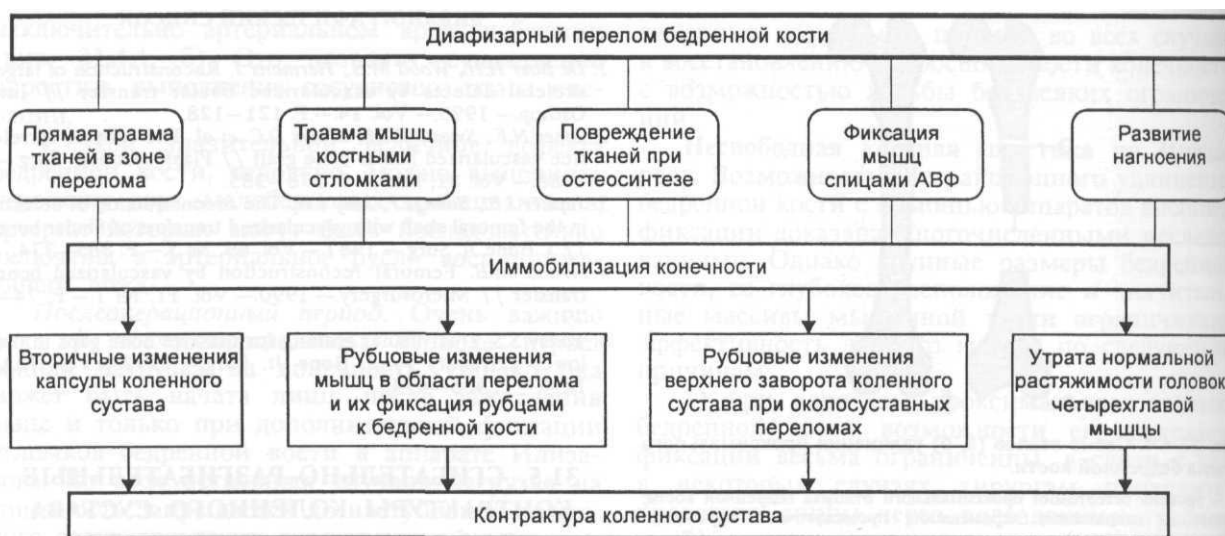 Диафизарный перелом бедренной кости
Прямая травма
тканей в зоне
перелома
Травма мышц
костными
отломками
Повреждение
тканей при
остеосинтезе
Фиксация
мышц
спицами АВФ
Развитие
нагноения
Иммобилизация конечности
Вторичные изменения
капсулы коленного
сустава
Рубцовые изменения
мышц в области перелома
и их фиксация рубцами
к бедренной кости
Рубцовые изменения
верхнего заворота коленного
сустава при околосуставных
переломах
Утрата нормальной
растяжимости головок
четырехглавой
мышцы
Контрактура коленного сустава